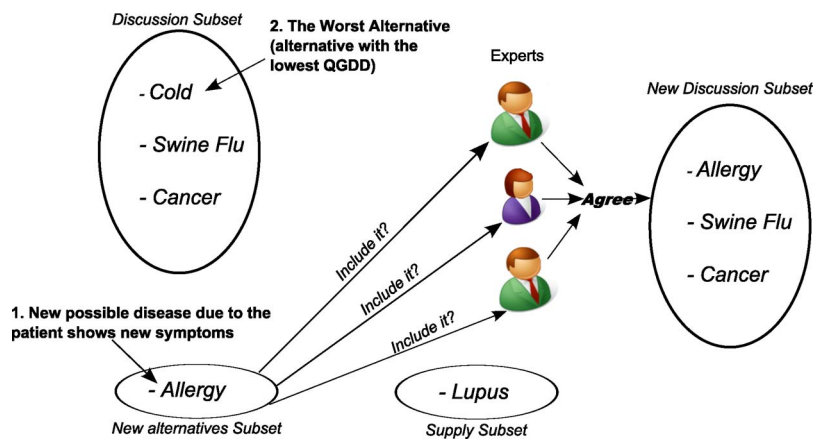 Discussion Subset
2. The Worst Alternative
(alternative with the
lowest QGDD)
- Cold
- Swine Flu
- Cancer
Experts
New Discussion Subset
- Allergy
- Swine Flu
- Cancer
Agree
Include it?
Include it?
Include it?
1. New possible disease due to the
patient shows new symptoms
- Allergy
New alternatives Subset
- Lupus
Supply Subset